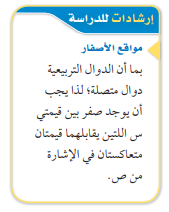 إرشادات للدراسة
مواقع الأصفار
بما أن الدوال التربيعية
دوال متصلة؛ لذا يجب
أن يوجد صفر بين قيمتي
س اللتين يقابلهما قيمتان
متعاكستان في الإشارة
من ص.